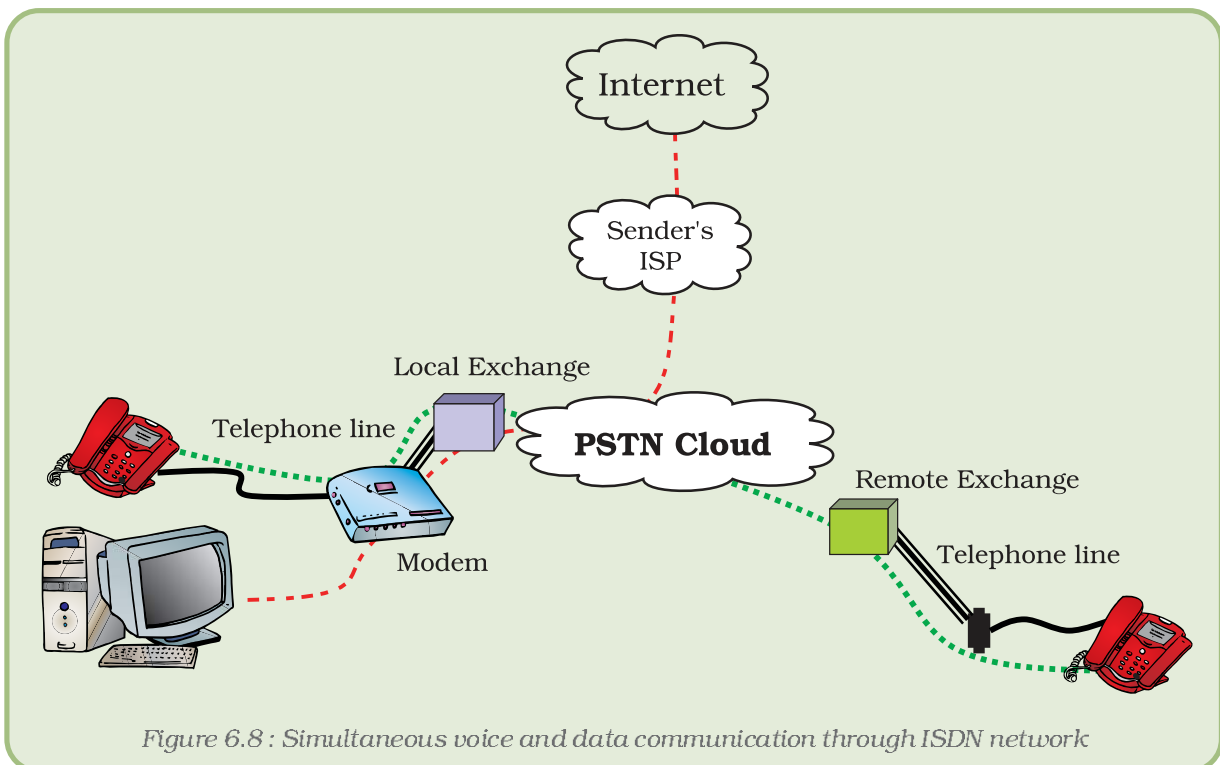 Internet
Sender's
ISP
Local Exchange
Telephone line
PSTN Cloud
Remote Exchange
Modem
Telephone line
Figure 6.8 : Simultaneous voice and data communication through ISDN network